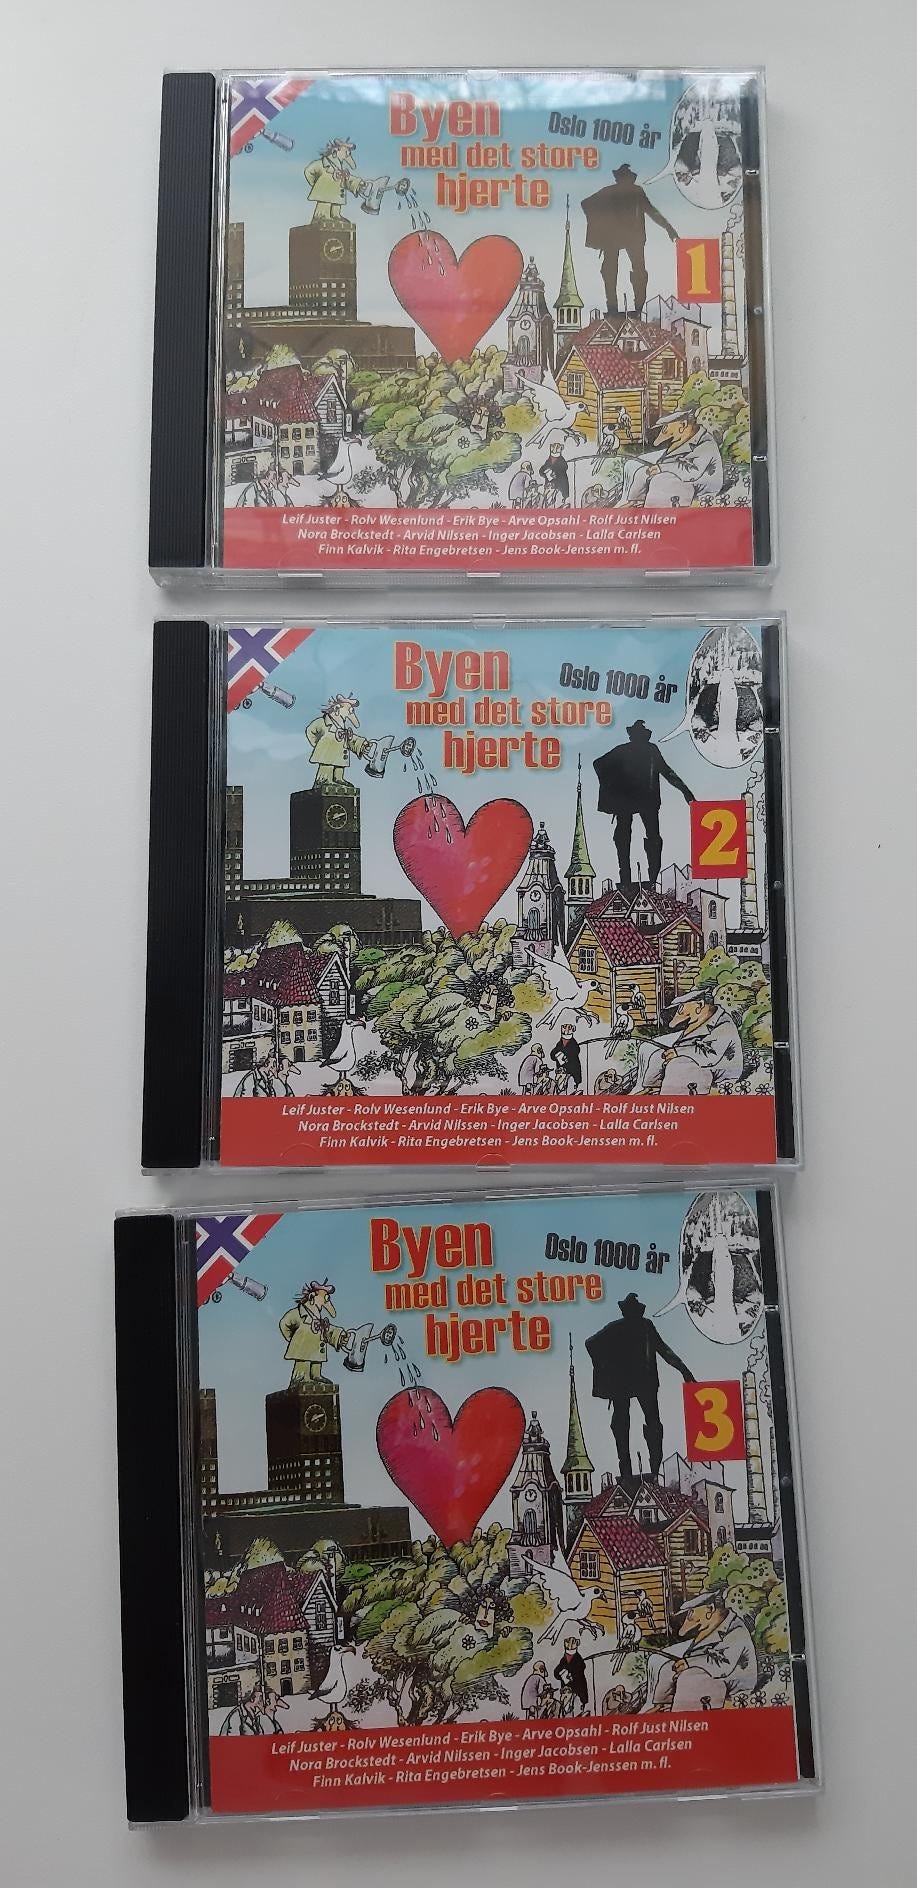 Byen
med det store
hjerte
Oslo 1000 år
1
Leif Juster - Rolv Wesenlund - Erik Bye - Arve Opsahl - Rolf Just Nilsen
Nora Brockstedt - Arvid Nilssen - Inger Jacobsen - Lalla Carlsen
Finn Kalvik - Rita Engebretsen - Jens Book-Jenssen m. fl.
Byen
med det store
hjerte
Oslo 1000 år
2
Leif Juster - Rolv Wesenlund - Erik Bye - Arve Opsahl - Rolf Just Nilsen
Nora Brockstedt - Arvid Nilssen - Inger Jacobsen - Lalla Carlsen
Finn Kalvik - Rita Engebretsen - Jens Book-Jenssen m. fl.
Byen
med det store
hjerte
Oslo 1000 år
3
Leif Juster - Rolv Wesenlund - Erik Bye - Arve Opsahl - Rolf Just Nilsen
Nora Brockstedt - Arvid Nilssen - Inger Jacobsen - Lalla Carlsen
Finn Kalvik - Rita Engebretsen - Jens Book-Jenssen m. fl.